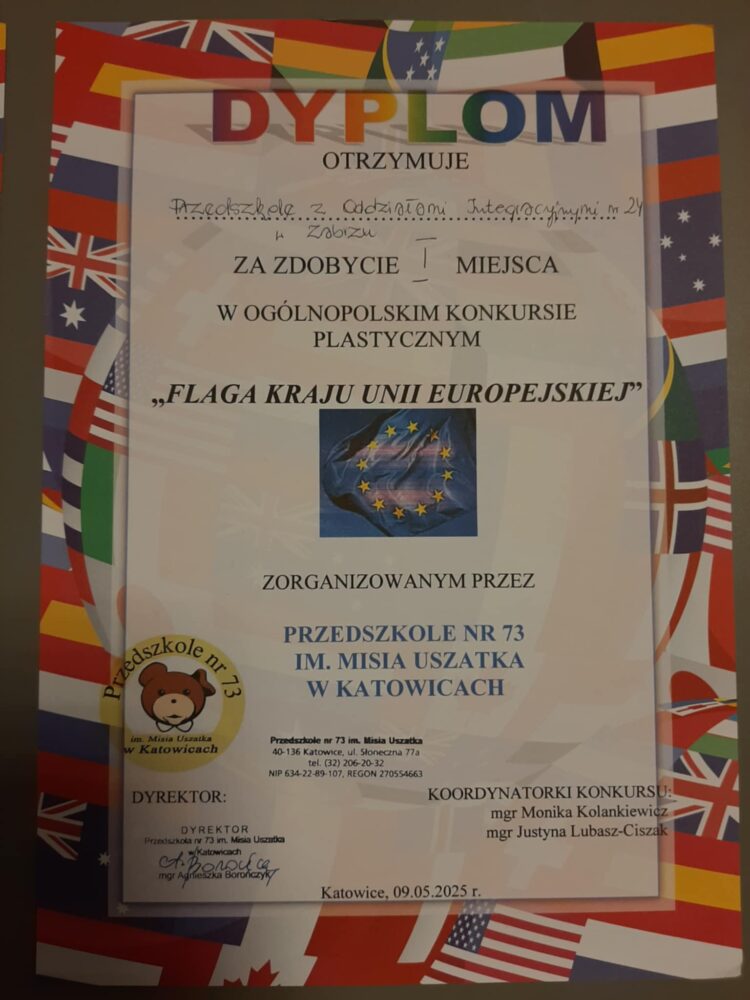 DYPLOM
OTRZYMUJE
Przedszkole z Oddziałami Integracyjnymi nr 24
w Zabrzu
ZA ZDOBYCIE I MIEJSCA
W OGÓLNOPOLSKIM KONKURSIE
PLASTYCZNYM
„FLAGA KRAJU UNII EUROPEJSKIEJ”
ZORGANIZOWANYM PRZEZ
PRZEDSZKOLE NR 73
IM. MISIA USZATKA
W KATOWICACH
Przedszkole nr 73
im. Misia Uszatka
w Katowicach
Przedszkole nr 73 im. Misia Uszatka
40-136 Katowice, ul. Słoneczna 77a
tel. (32) 206-20-32
NIP 634-22-89-107, REGON 270554663
DYREKTOR:
DYREKTOR
Przedszkola nr 73 im. Misia Uszatka
w Katowicach
A. Borończyk
mgr Agnieszka Borończyk
KOORDYNATORKI KONKURSU:
mgr Monika Kolankiewicz
mgr Justyna Lubasz-Ciszak
Katowice, 09.05.2025 r.